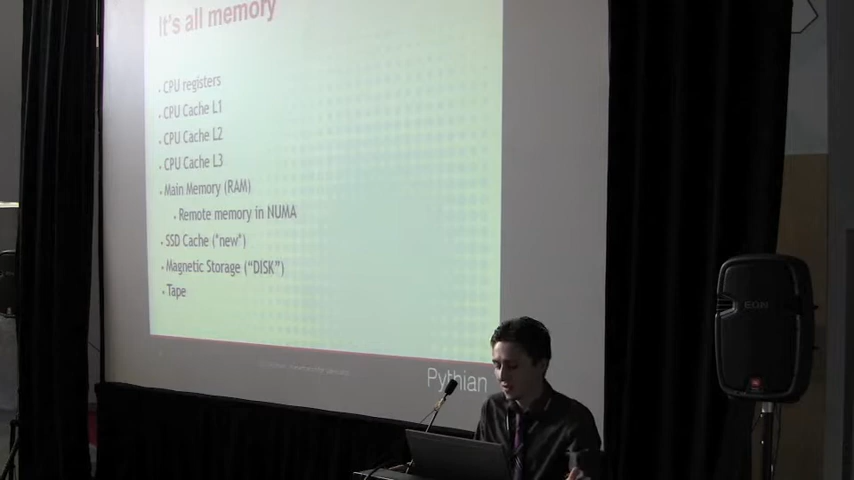 It's all memory
CPU registers
CPU Cache L1
CPU Cache L2
CPU Cache L3
Main Memory (RAM)
Remote memory in NUMA
SSD Cache (*new*)
Magnetic Storage ("DISK")
Tape
Pythian
EON